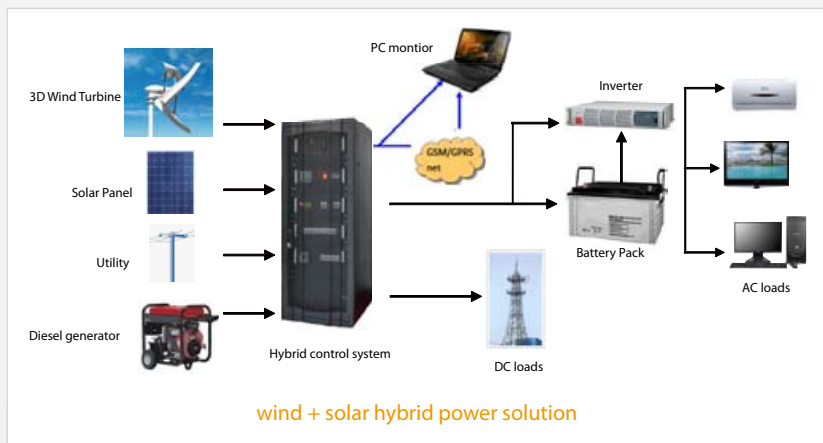 PC montior
3D Wind Turbine
Inverter
GSM/GPRS
net
Solar Panel
Utility
Battery Pack
AC loads
Diesel generator
Hybrid control system
DC loads
wind + solar hybrid power solution